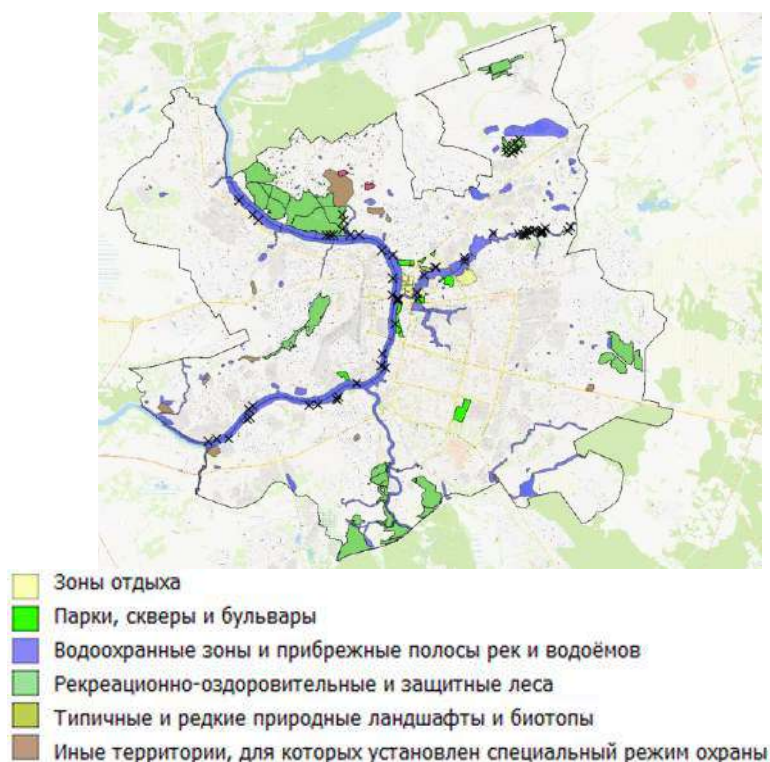 Зоны отдыха
Парки, скверы и бульвары
Водоохранные зоны и прибрежные полосы рек и водоёмов
Рекреационно-оздоровительные и защитные леса
Типичные и редкие природные ландшафты и биотопы
Иные территории, для которых установлен специальный режим охраны